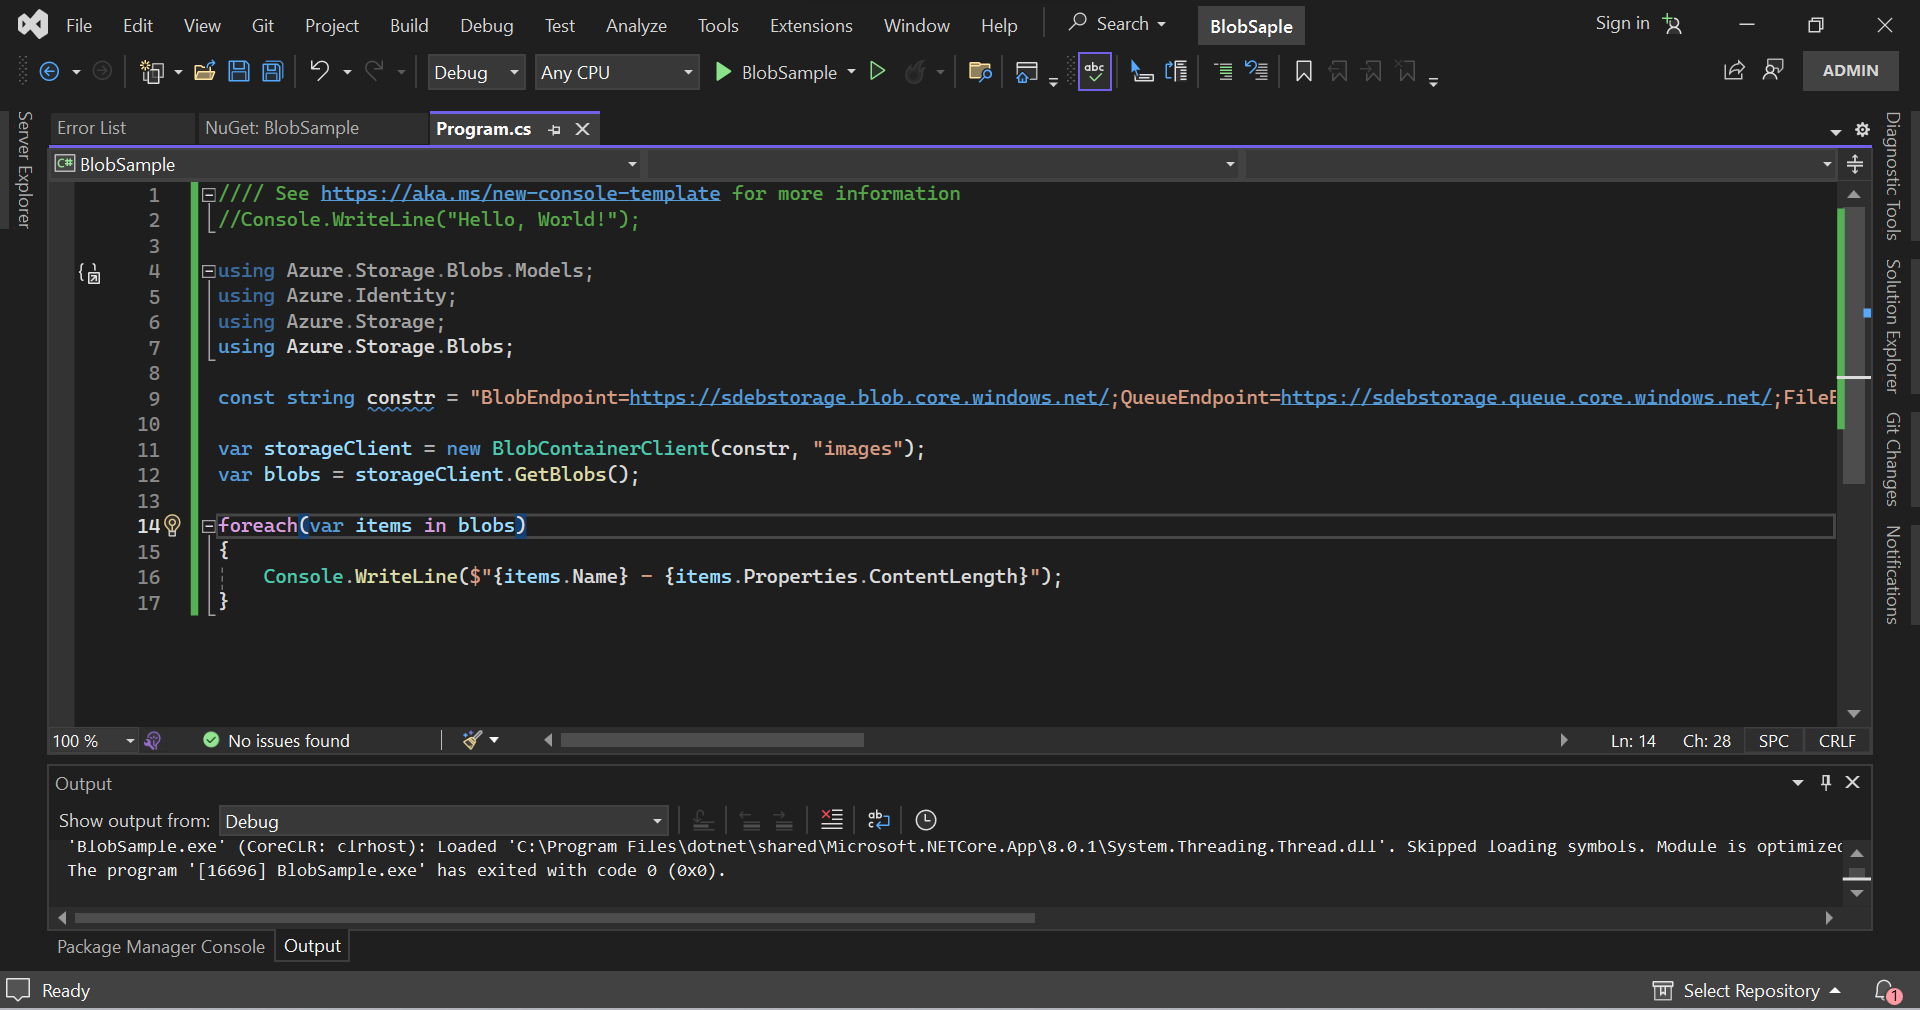 File Edit View Git Project Build Debug Test Analyze Tools Extensions Window Help Search BlobSaple Sign in
Debug Any CPU BlobSample abc ADMIN
Server Explorer
Error List NuGet: BlobSample Program.cs
C# BlobSample
1 //// See https://aka.ms/new-console-template for more information
2 //Console.WriteLine("Hello, World!");
3
4 using Azure.Storage.Blobs.Models;
5 using Azure.Identity;
6 using Azure.Storage;
7 using Azure.Storage.Blobs;
8
9 const string constr = "BlobEndpoint=https://sdebstorage.blob.core.windows.net/;QueueEndpoint=https://sdebstorage.queue.core.windows.net/;FileE
10
11 var storageClient = new BlobContainerClient(constr, "images");
12 var blobs = storageClient.GetBlobs();
13
14 foreach(var items in blobs)
15 {
16 Console.WriteLine($"{items.Name} - {items.Properties.ContentLength}");
17 }
Diagnostic Tools
Solution Explorer
Git Changes
Notifications
100 % No issues found Ln: 14 Ch: 28 SPC CRLF
Output
Show output from: Debug
'BlobSample.exe' (CoreCLR: clrhost): Loaded 'C:\Program Files\dotnet\shared\Microsoft.NETCore.App\8.0.1\System.Threading.Thread.dll'. Skipped loading symbols. Module is optimized
The program '[16696] BlobSample.exe' has exited with code 0 (0x0).
Package Manager Console Output
Ready Select Repository 1